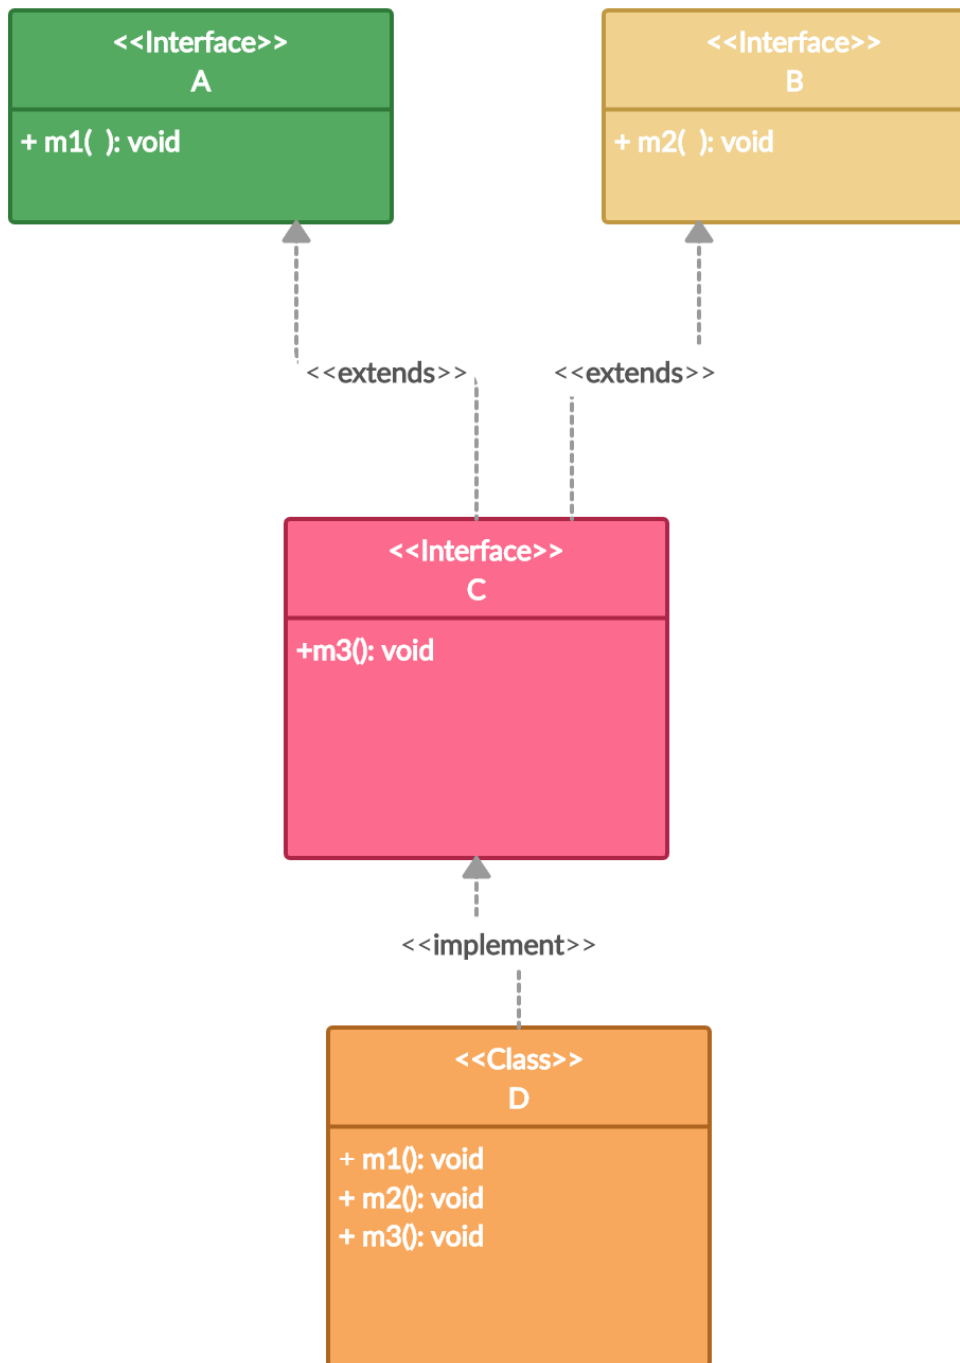 <<Interface>>
A
+ m1(  ): void
<<Interface>>
B
+ m2(  ): void
<<extends>>
<<extends>>
<<Interface>>
C
+m3(): void
<<implement>>
<<Class>>
D
+ m1(): void
+ m2(): void
+ m3(): void